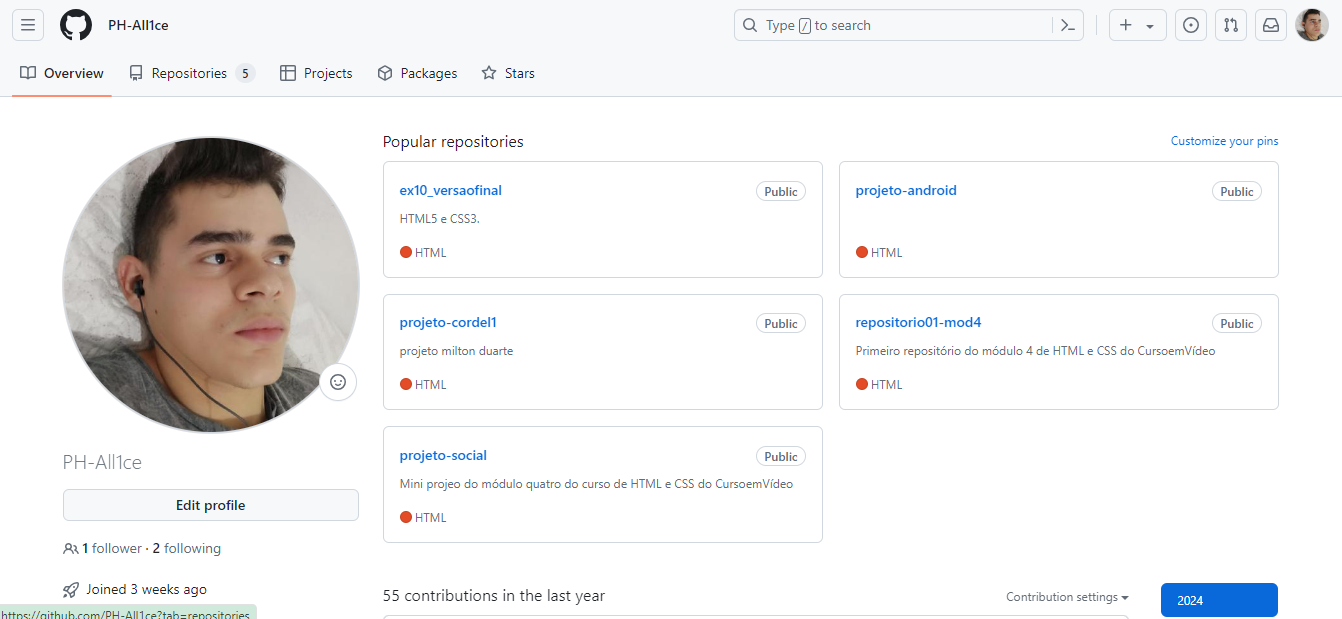 PH-All1ce
Type / to search
Overview
Repositories 5
Projects
Packages
Stars
Popular repositories
Customize your pins
ex10_versaofinal
Public
HTML5 e CSS3.
HTML
projeto-android
Public
HTML
projeto-cordel1
Public
projeto milton duarte
HTML
repositorio01-mod4
Public
Primeiro repositório do módulo 4 de HTML e CSS do CursoemVídeo
HTML
projeto-social
Public
Mini projeo do módulo quatro do curso de HTML e CSS do CursoemVídeo
HTML
PH-All1ce
Edit profile
1 follower · 2 following
Joined 3 weeks ago
55 contributions in the last year
Contribution settings
2024
https://github.com/PH-All1ce?tab=repositories